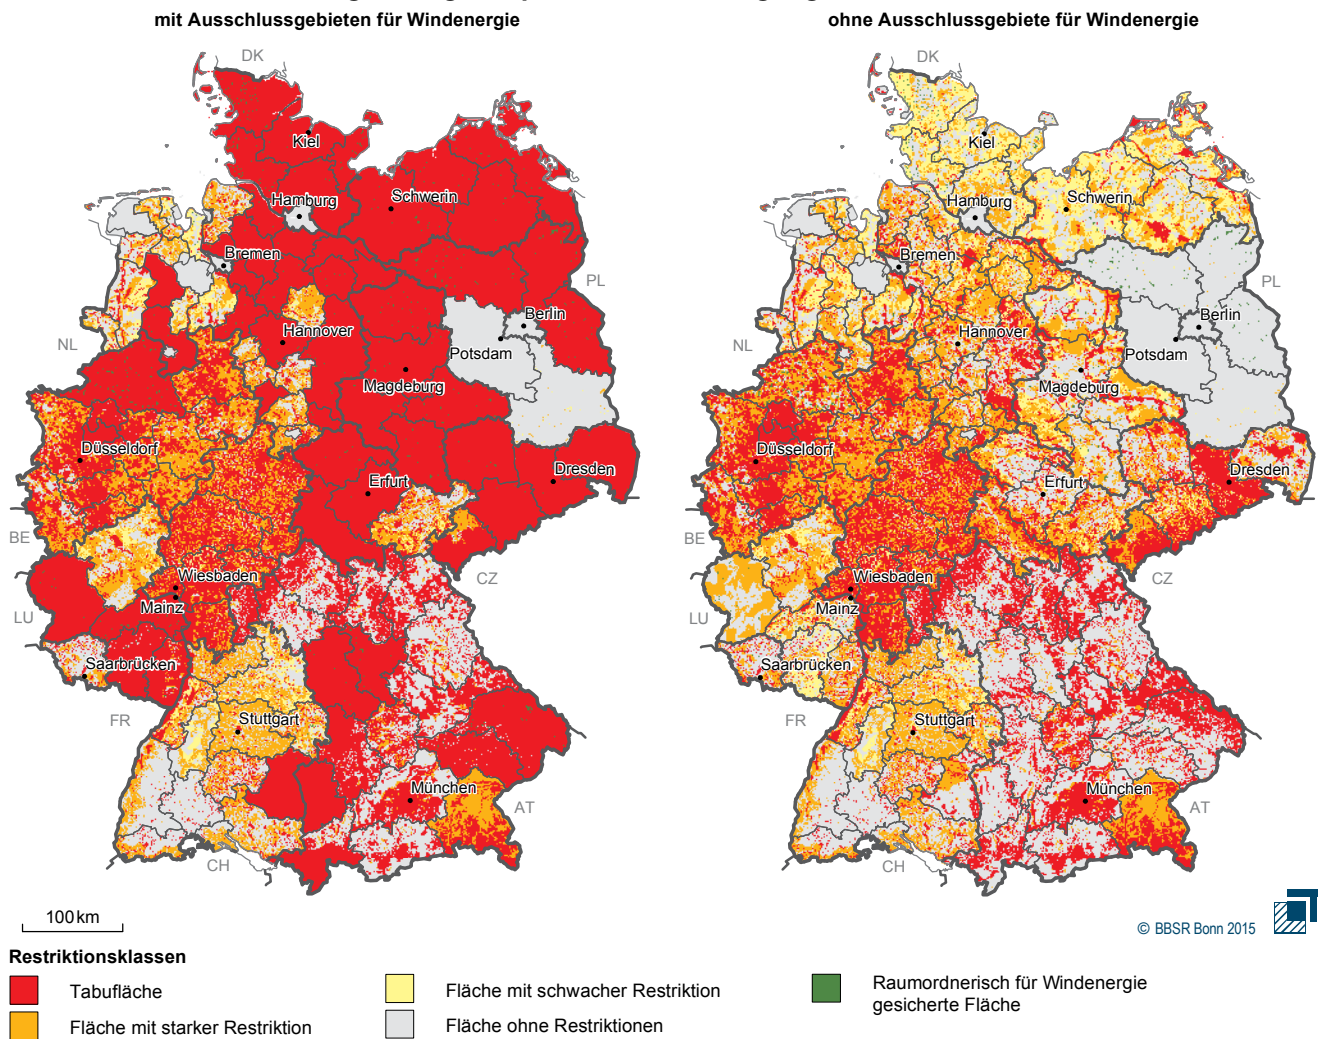 mit Ausschlussgebieten für Windenergie
ohne Ausschlussgebiete für Windenergie
DK
Kiel
Hamburg
Schwerin
Bremen
PL
Berlin
Hannover
NL
Potsdam
Magdeburg
Düsseldorf
Dresden
Erfurt
BE
Wiesbaden
CZ
Mainz
LU
Saarbrücken
FR
Stuttgart
München
AT
CH
DK
Kiel
Hamburg
Schwerin
Bremen
PL
Berlin
Hannover
NL
Potsdam
Magdeburg
Düsseldorf
Dresden
Erfurt
BE
Wiesbaden
CZ
Mainz
LU
Saarbrücken
FR
Stuttgart
München
AT
CH
100 km
© BBSR Bonn 2015
Restriktionsklassen
Tabufläche
Fläche mit starker Restriktion
Fläche mit schwacher Restriktion
Fläche ohne Restriktionen
Raumordnerisch für Windenergie
gesicherte Fläche